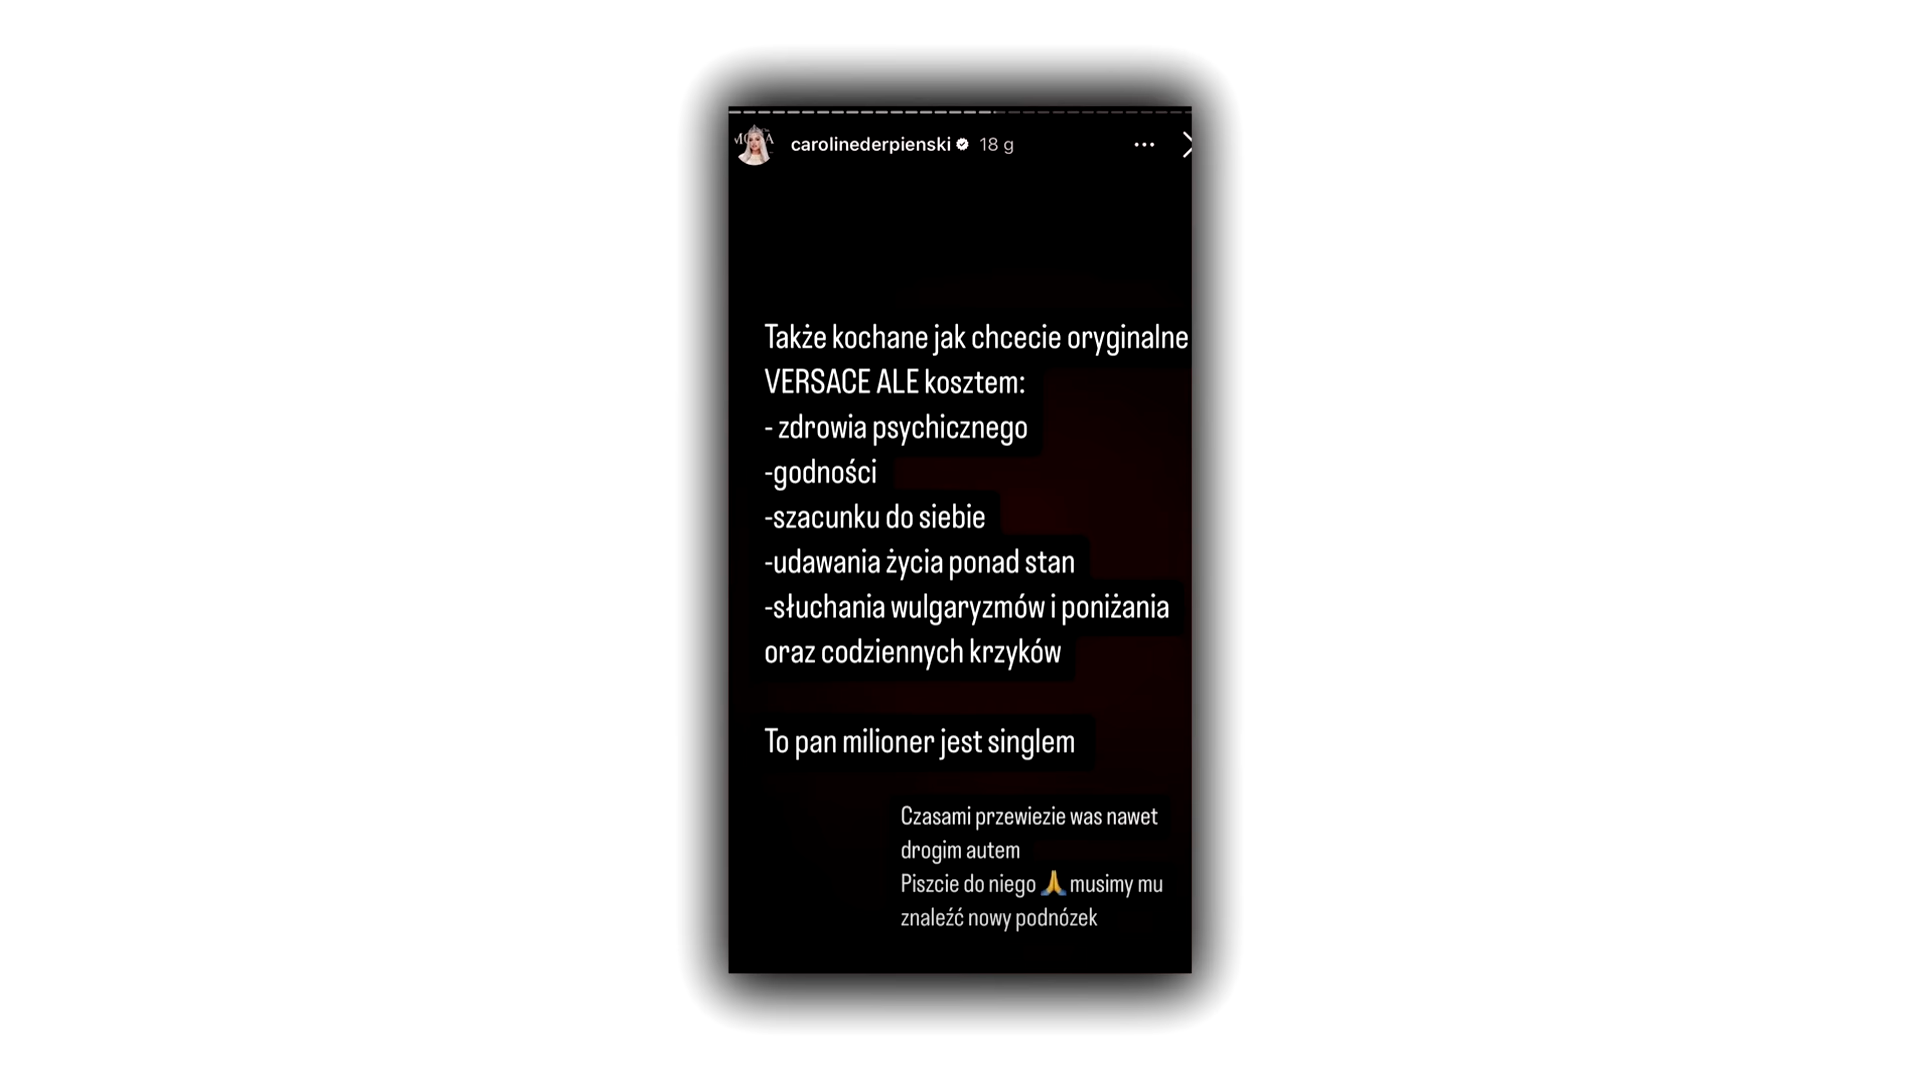 carolinederpienski 18 g
Także kochane jak chcecie oryginalne
VERSACE ALE kosztem:
- zdrowia psychicznego
-godności
-szacunku do siebie
-udawania życia ponad stan
-słuchania wulgaryzmów i poniżania
oraz codziennych krzyków
To pan milioner jest singlem
Czasami przewiezie was nawet
drogim autem
Piszcie do niego 🙏 musimy mu
znaleźć nowy podnózek